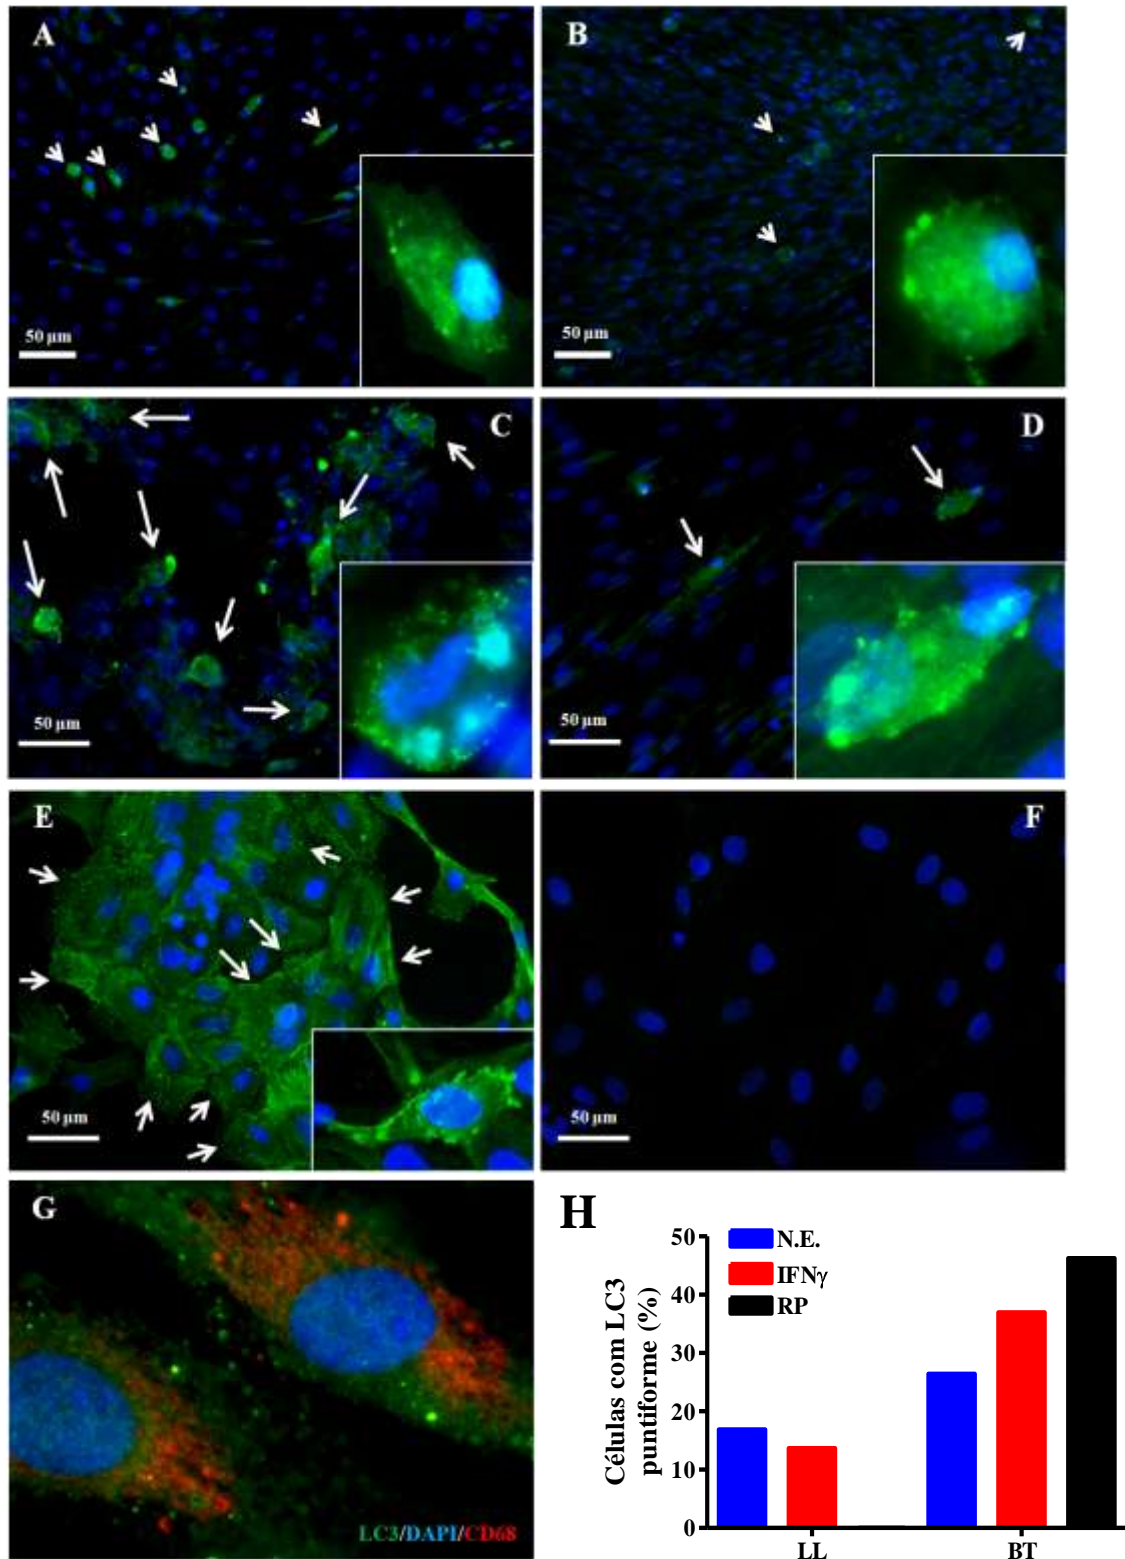 A
B
50 µm
50 µm
C
D
50 µm
50 µm
E
F
50 µm
50 µm
G
LC3/DAPI/CD68
H
Células com LC3
puntiforme (%)
50
40
30
20
10
0
N.E.
IFNγ
RP
LL
BT